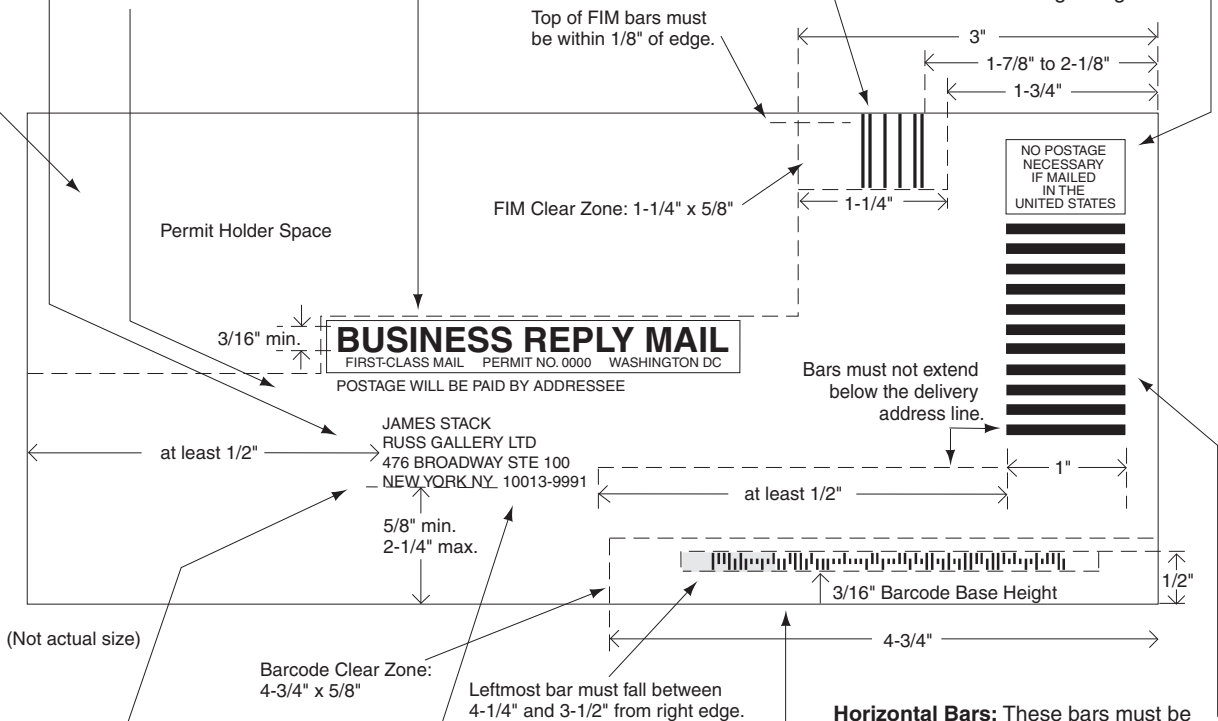 Top of FIM bars must
be within 1/8" of edge.
3"
1-7/8" to 2-1/8"
1-3/4"
NO POSTAGE
NECESSARY
IF MAILED
IN THE
UNITED STATES
FIM Clear Zone: 1-1/4" x 5/8"
1-1/4"
Permit Holder Space
3/16" min.
BUSINESS REPLY MAIL
FIRST-CLASS MAIL PERMIT NO. 0000 WASHINGTON DC
POSTAGE WILL BE PAID BY ADDRESSEE
Bars must not extend
below the delivery
address line.
JAMES STACK
RUSS GALLERY LTD
476 BROADWAY STE 100
NEW YORK NY 10013-9991
at least 1/2"
1"
at least 1/2"
5/8" min.
2-1/4" max.
3/16" Barcode Base Height
1/2"
4-3/4"
(Not actual size)
Barcode Clear Zone:
4-3/4" x 5/8"
Leftmost bar must fall between
4-1/4" and 3-1/2" from right edge.
Horizontal Bars: These bars must be